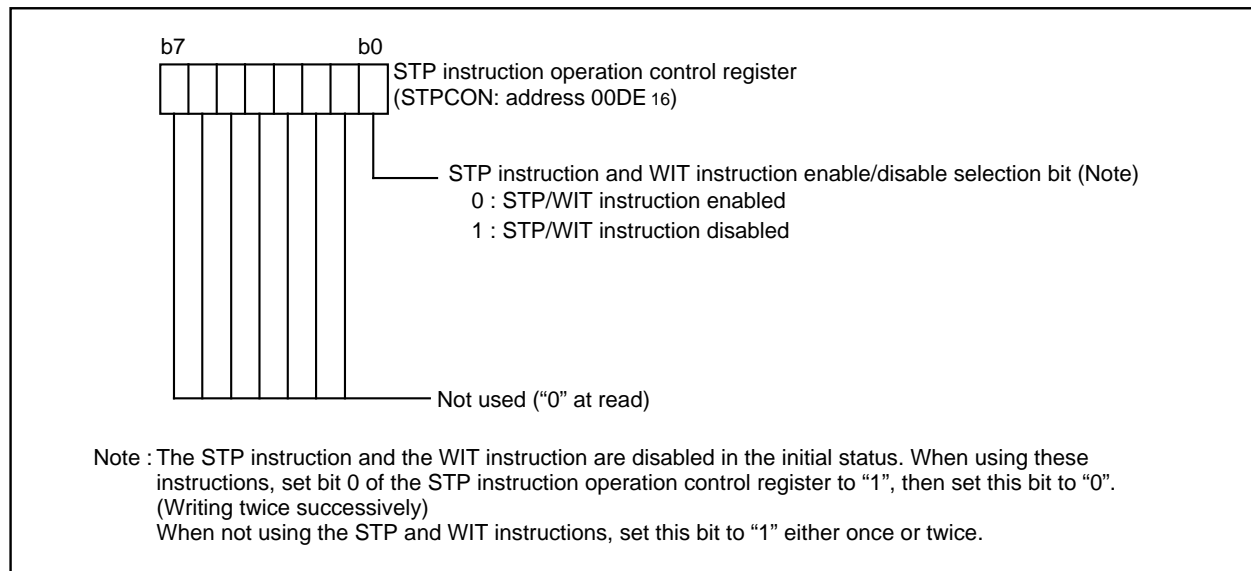 b7 b0
STP instruction operation control register
(STPCON: address 00DE 16)
STP instruction and WIT instruction enable/disable selection bit (Note)
0 : STP/WIT instruction enabled
1 : STP/WIT instruction disabled
Not used (“0” at read)
Note : The STP instruction and the WIT instruction are disabled in the initial status. When using these
instructions, set bit 0 of the STP instruction operation control register to “1”, then set this bit to “0”.
(Writing twice successively)
When not using the STP and WIT instructions, set this bit to “1” either once or twice.